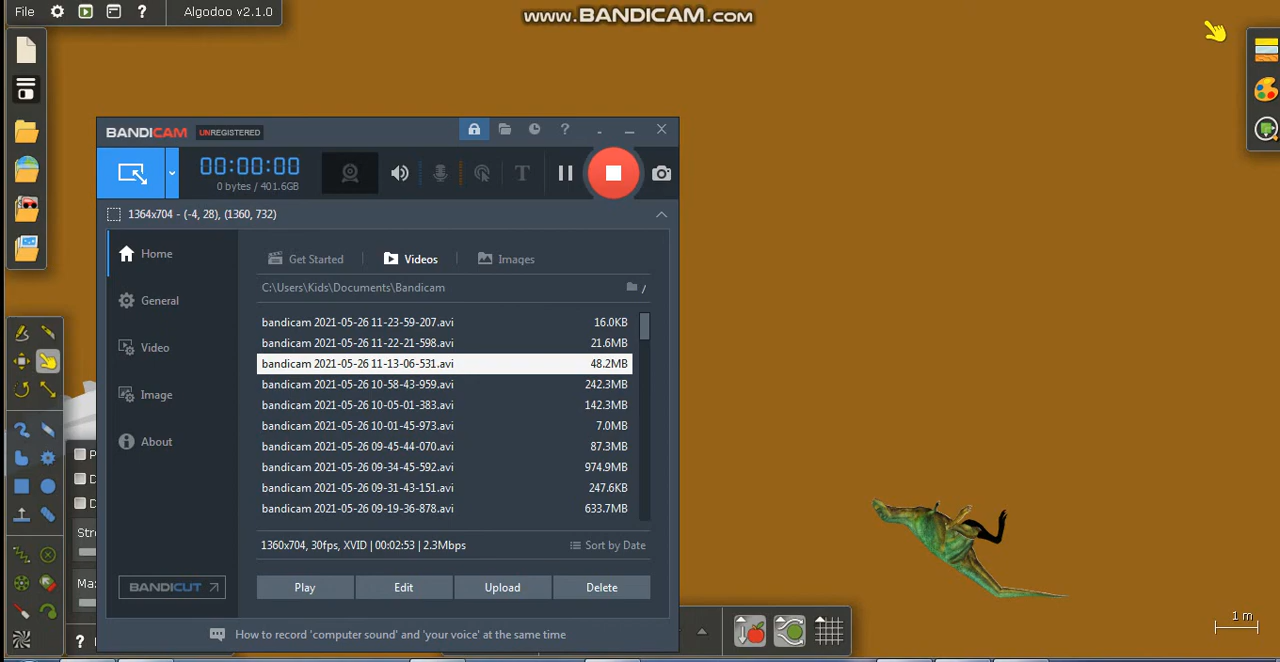 File ? Algodoo v2.1.0
www.BANDICAM.com
BANDICAM UNREGISTERED ?
00:00:00
0 bytes / 401.6GB
T
1364x704 - (-4, 28), (1360, 732)
Home
General
Video
Image
About
BANDICUT
Get Started Videos Images
C:\Users\Kids\Documents\Bandicam /
bandicam 2021-05-26 11-23-59-207.avi 16.0KB
bandicam 2021-05-26 11-22-21-598.avi 21.6MB
bandicam 2021-05-26 11-13-06-531.avi 48.2MB
bandicam 2021-05-26 10-58-43-959.avi 242.3MB
bandicam 2021-05-26 10-05-01-383.avi 142.3MB
bandicam 2021-05-26 10-01-45-973.avi 7.0MB
bandicam 2021-05-26 09-45-44-070.avi 87.3MB
bandicam 2021-05-26 09-34-45-592.avi 974.9MB
bandicam 2021-05-26 09-31-43-151.avi 247.6KB
bandicam 2021-05-26 09-19-36-878.avi 633.7MB
1360x704, 30fps, XVID | 00:02:53 | 2.3Mbps Sort by Date
Play Edit Upload Delete
How to record 'computer sound' and 'your voice' at the same time
P
D
D
Stre
Ma
?
1 m